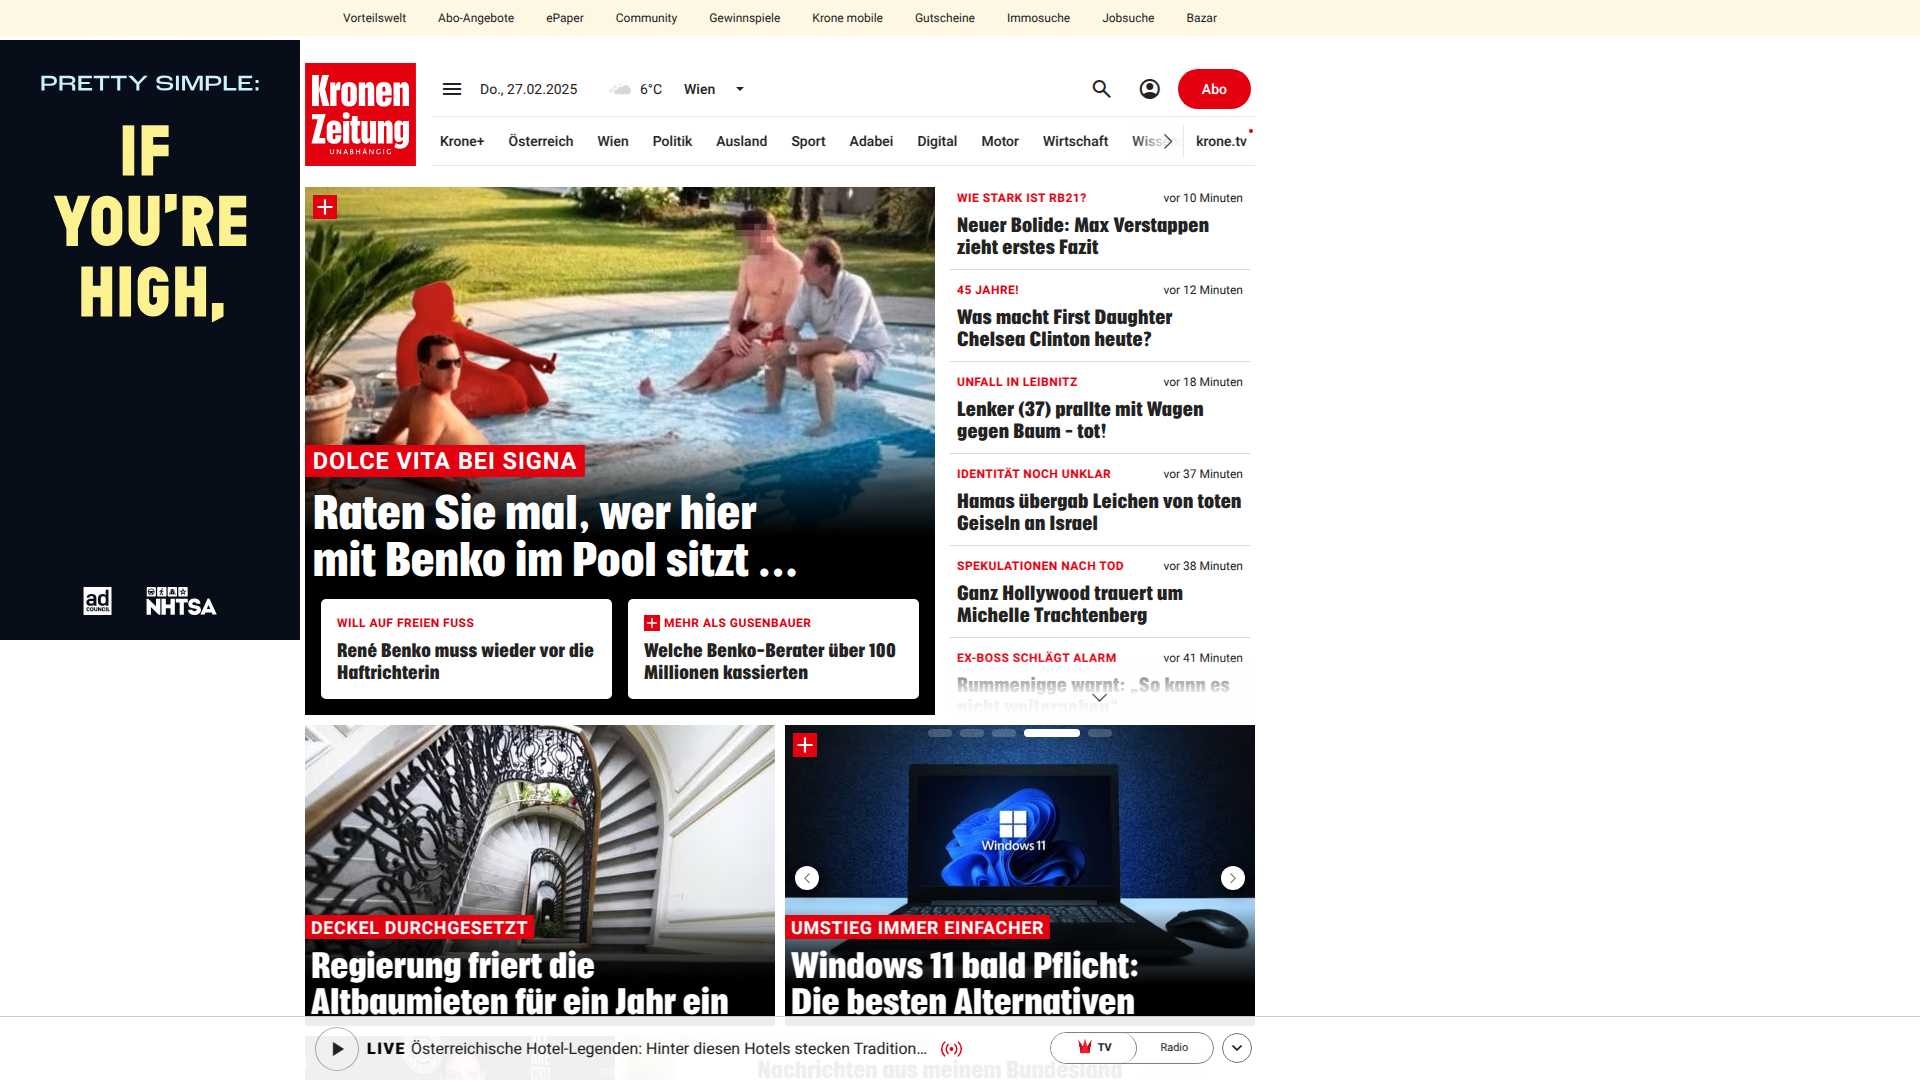 Vorteilswelt Abo-Angebote ePaper Community Gewinnspiele Krone mobile Gutscheine Immosuche Jobsuche Bazar
PRETTY SIMPLE:
IF
YOU'RE
HIGH,
ad
COUNCIL
NHTSA
Kronen
Zeitung
UNABHÄNGIG
Do., 27.02.2025 6°C Wien
Abo
Krone+ Österreich Wien Politik Ausland Sport Adabei Digital Motor Wirtschaft krone.tv
DOLCE VITA BEI SIGNA
Raten Sie mal, wer hier
mit Benko im Pool sitzt ...
WILL AUF FREIEN FUSS
René Benko muss wieder vor die
Haftrichterin
MEHR ALS GUSENBAUER
Welche Benko-Berater über 100
Millionen kassierten
WIE STARK IST RB21? vor 10 Minuten
Neuer Bolide: Max Verstappen
zieht erstes Fazit
45 JAHRE! vor 12 Minuten
Was macht First Daughter
Chelsea Clinton heute?
UNFALL IN LEIBNITZ vor 18 Minuten
Lenker (37) prallte mit Wagen
gegen Baum - tot!
IDENTITÄT NOCH UNKLAR vor 37 Minuten
Hamas übergab Leichen von toten
Geiseln an Israel
SPEKULATIONEN NACH TOD vor 38 Minuten
Ganz Hollywood trauert um
Michelle Trachtenberg
EX-BOSS SCHLÄGT ALARM vor 41 Minuten
Rummenigge warnt: „So kann es
nicht weitergehen“
DECKEL DURCHGESETZT
Regierung friert die
Altbaumieten für ein Jahr ein
Windows 11
UMSTIEG IMMER EINFACHER
Windows 11 bald Pflicht:
Die besten Alternativen
LIVE Österreichische Hotel-Legenden: Hinter diesen Hotels stecken Tradition...
TV Radio
Nachrichten aus meinem Bundesland